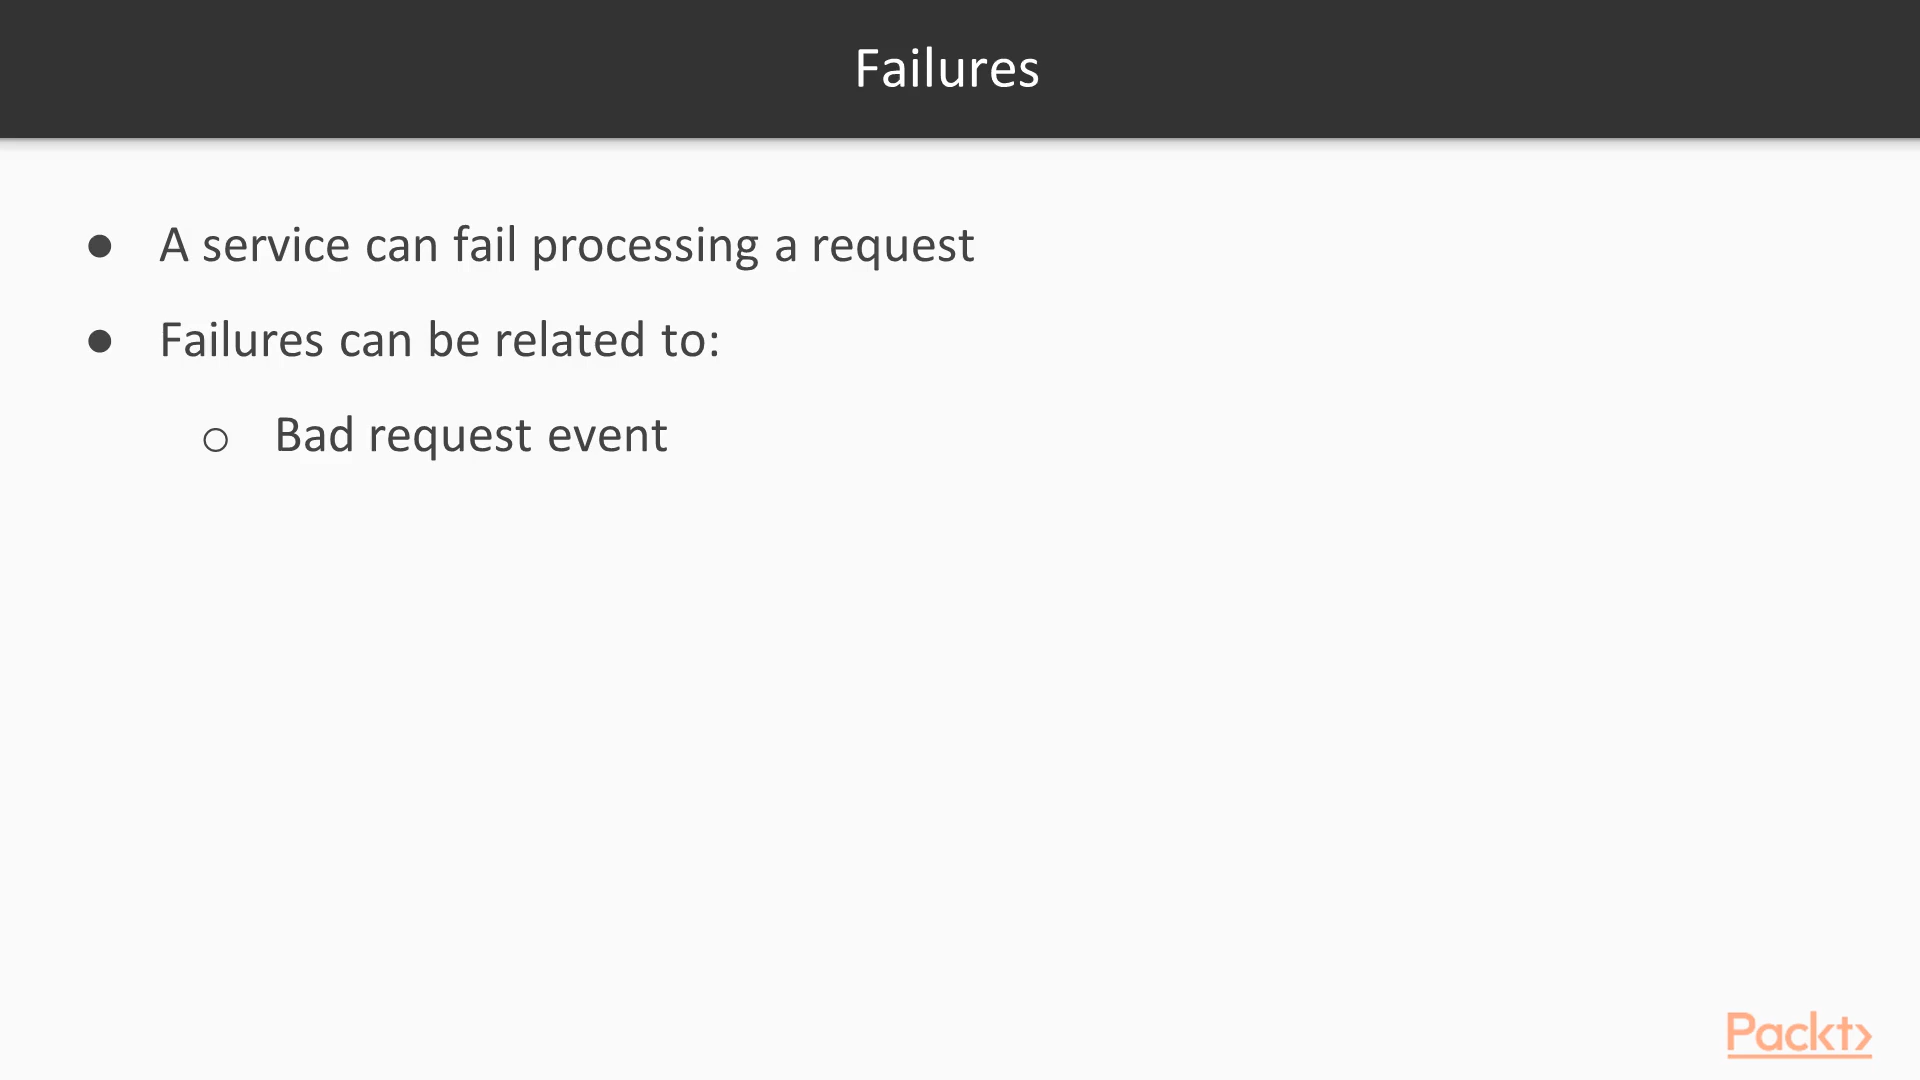 Failures
● A service can fail processing a request
● Failures can be related to:
○ Bad request event
Packt>